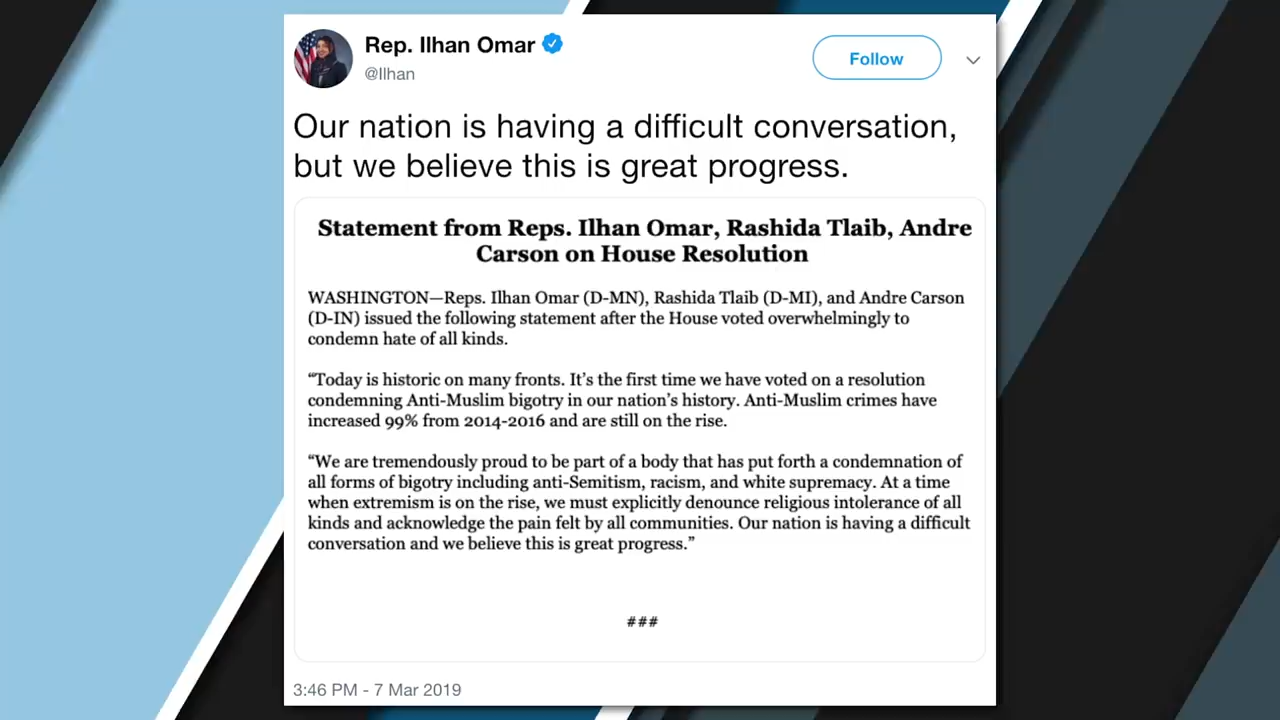 Rep. Ilhan Omar
@Ilhan
Follow
Our nation is having a difficult conversation,
but we believe this is great progress.
Statement from Reps. Ilhan Omar, Rashida Tlaib, Andre
Carson on House Resolution
WASHINGTON—Reps. Ilhan Omar (D-MN), Rashida Tlaib (D-MI), and Andre Carson
(D-IN) issued the following statement after the House voted overwhelmingly to
condemn hate of all kinds.
“Today is historic on many fronts. It’s the first time we have voted on a resolution
condemning Anti-Muslim bigotry in our nation’s history. Anti-Muslim crimes have
increased 99% from 2014-2016 and are still on the rise.
“We are tremendously proud to be part of a body that has put forth a condemnation of
all forms of bigotry including anti-Semitism, racism, and white supremacy. At a time
when extremism is on the rise, we must explicitly denounce religious intolerance of all
kinds and acknowledge the pain felt by all communities. Our nation is having a difficult
conversation and we believe this is great progress.”
###
3:46 PM - 7 Mar 2019